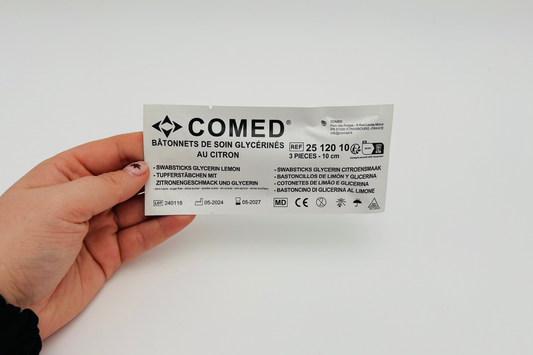 COMED®
BÂTONNETS DE SOIN GLYCÉRINÉS
AU CITRON
REF 25 120 10
3 PIECES - 10 cm
COMED
• SWABSTICKS GLYCERIN LEMON
• TUPFERSTÄBCHEN MIT
ZITRONENGESCHMACK UND GLYCERIN
• SWABSTICKS GLYCERIN CITROENSMAAK
• BASTONCILLOS DE LIMÓN Y GLICERINA
• COTONETES DE LIMÃO E GLICERINA
• BASTONCINO DI GLICERINA AL LIMONE
LOT 240118
05-2024
05-2027
MD
CE